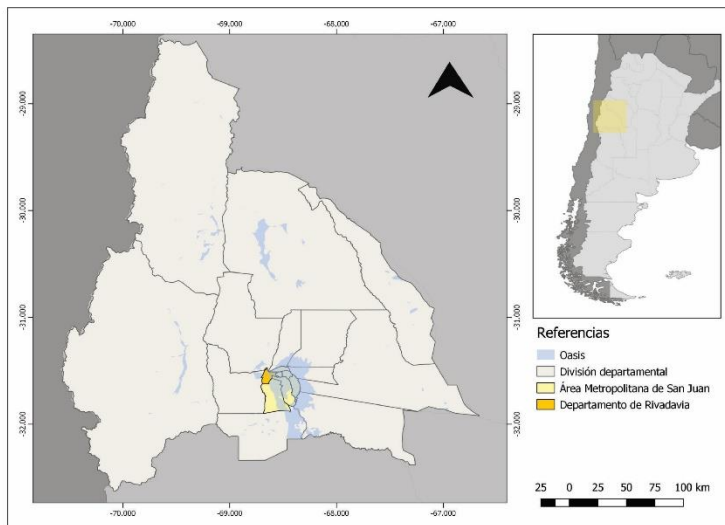 -70.000 -69.000 -68.000 -67.000
-29.000 -29.000
-30.000 -30.000
-31.000 -31.000
-32.000 -32.000
-70.000 -69.000 -68.000 -67.000
Referencias
Oasis
División departamental
Área Metropolitana de San Juan
Departamento de Rivadavia
25 0 25 50 75 100 km